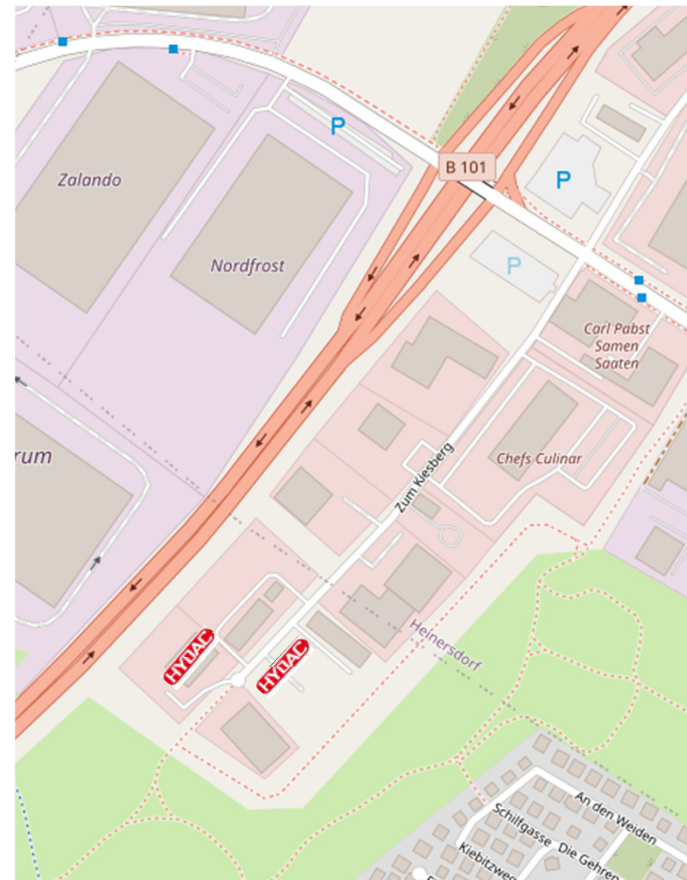 P
B 101
Zalando
P
Nordfrost
P
Carl Pabst
Samen
Saaten
rum
Zum Kiesberg
Chefs Culinar
Heinersdorf
HYDAC
HYDAC
An den Weiden
Schilfgasse
Die Gehren
Kiebitzweg